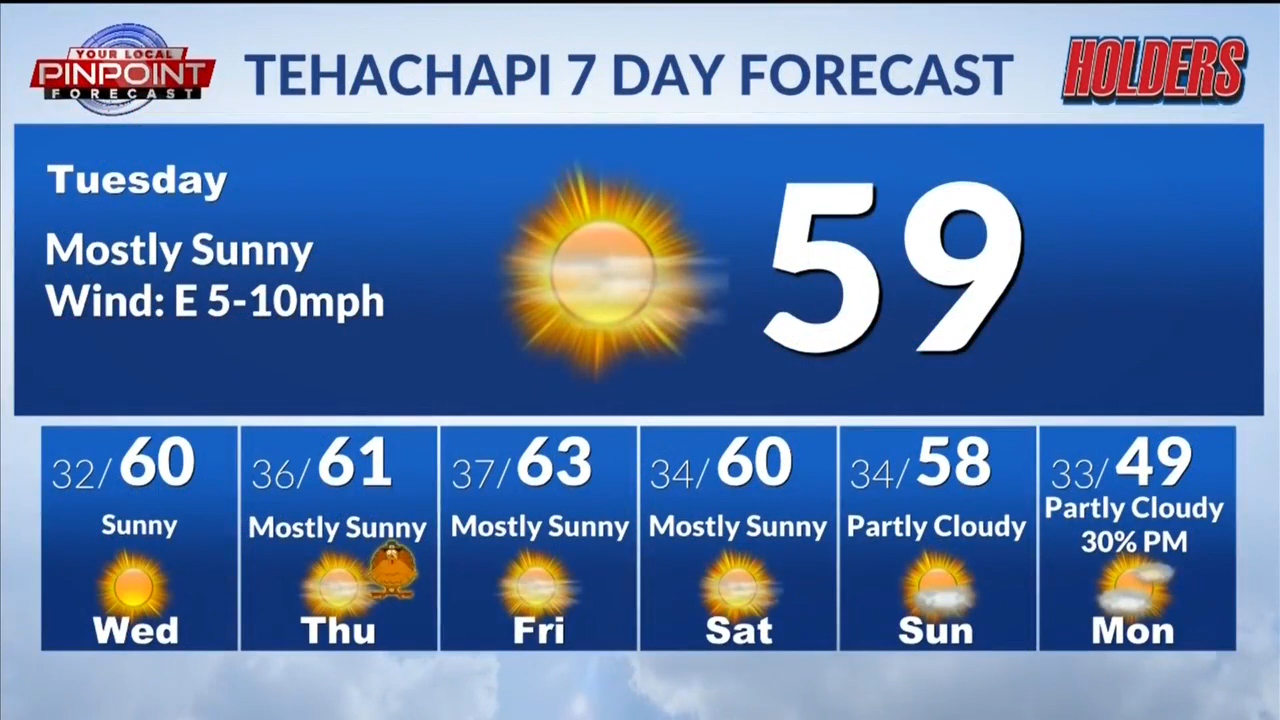 YOUR LOCAL
PINPOINT
FORECAST
TEHACHAPI 7 DAY FORECAST
HOLDERS
Tuesday
Mostly Sunny
Wind: E 5-10mph
59
32/60
Sunny
Wed
36/61
Mostly Sunny
Thu
37/63
Mostly Sunny
Fri
34/60
Mostly Sunny
Sat
34/58
Partly Cloudy
Sun
33/49
Partly Cloudy
30% PM
Mon